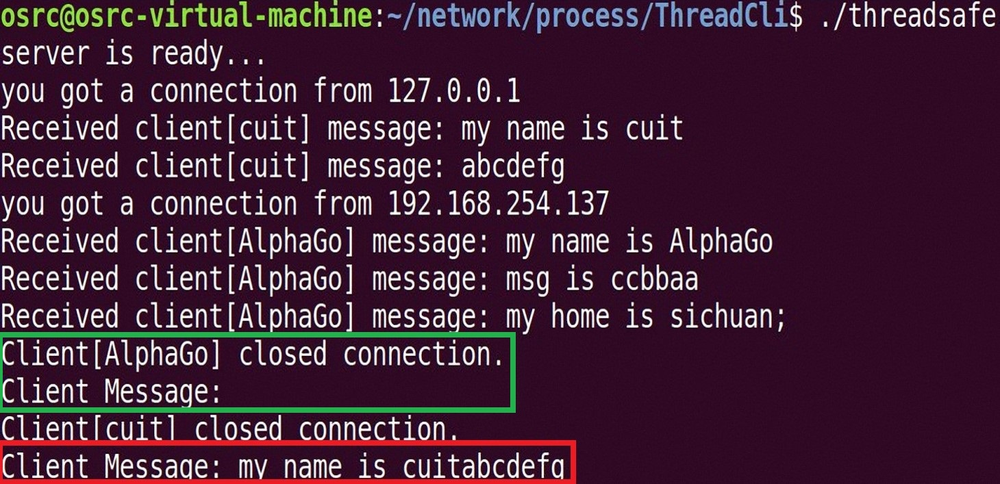 osrc@osrc-virtual-machine:~/network/process/ThreadCli$ ./threadsafe
server is ready...
you got a connection from 127.0.0.1
Received client[cuit] message: my name is cuit
Received client[cuit] message: abcdefg
you got a connection from 192.168.254.137
Received client[AlphaGo] message: my name is AlphaGo
Received client[AlphaGo] message: msg is ccbbaa
Received client[AlphaGo] message: my home is sichuan;
Client[AlphaGo] closed connection.
Client Message:
Client[cuit] closed connection.
Client Message: my name is cuitabcdefg